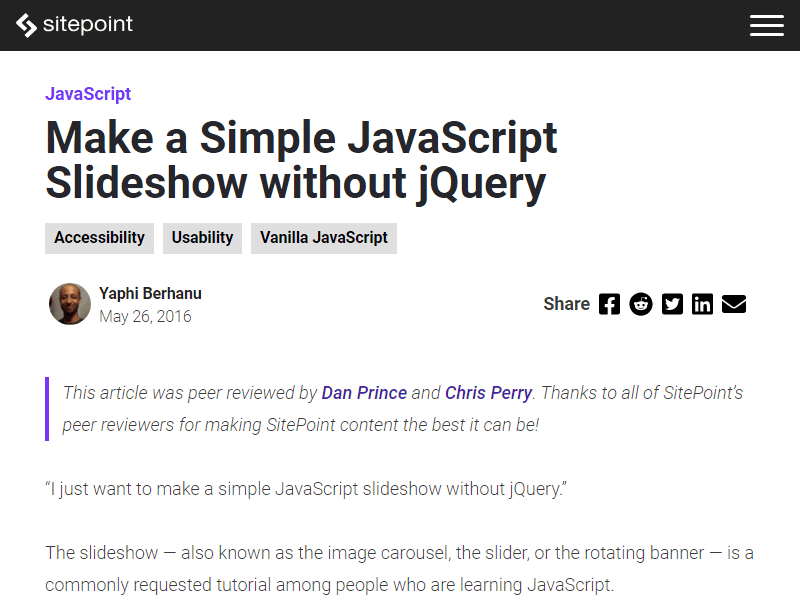 sitepoint
JavaScript
Make a Simple JavaScript
Slideshow without jQuery
Accessibility Usability Vanilla JavaScript
Yaphi Berhanu
May 26, 2016
Share
This article was peer reviewed by Dan Prince and Chris Perry. Thanks to all of SitePoint’s
peer reviewers for making SitePoint content the best it can be!
“I just want to make a simple JavaScript slideshow without jQuery.”
The slideshow — also known as the image carousel, the slider, or the rotating banner — is a
commonly requested tutorial among people who are learning JavaScript.